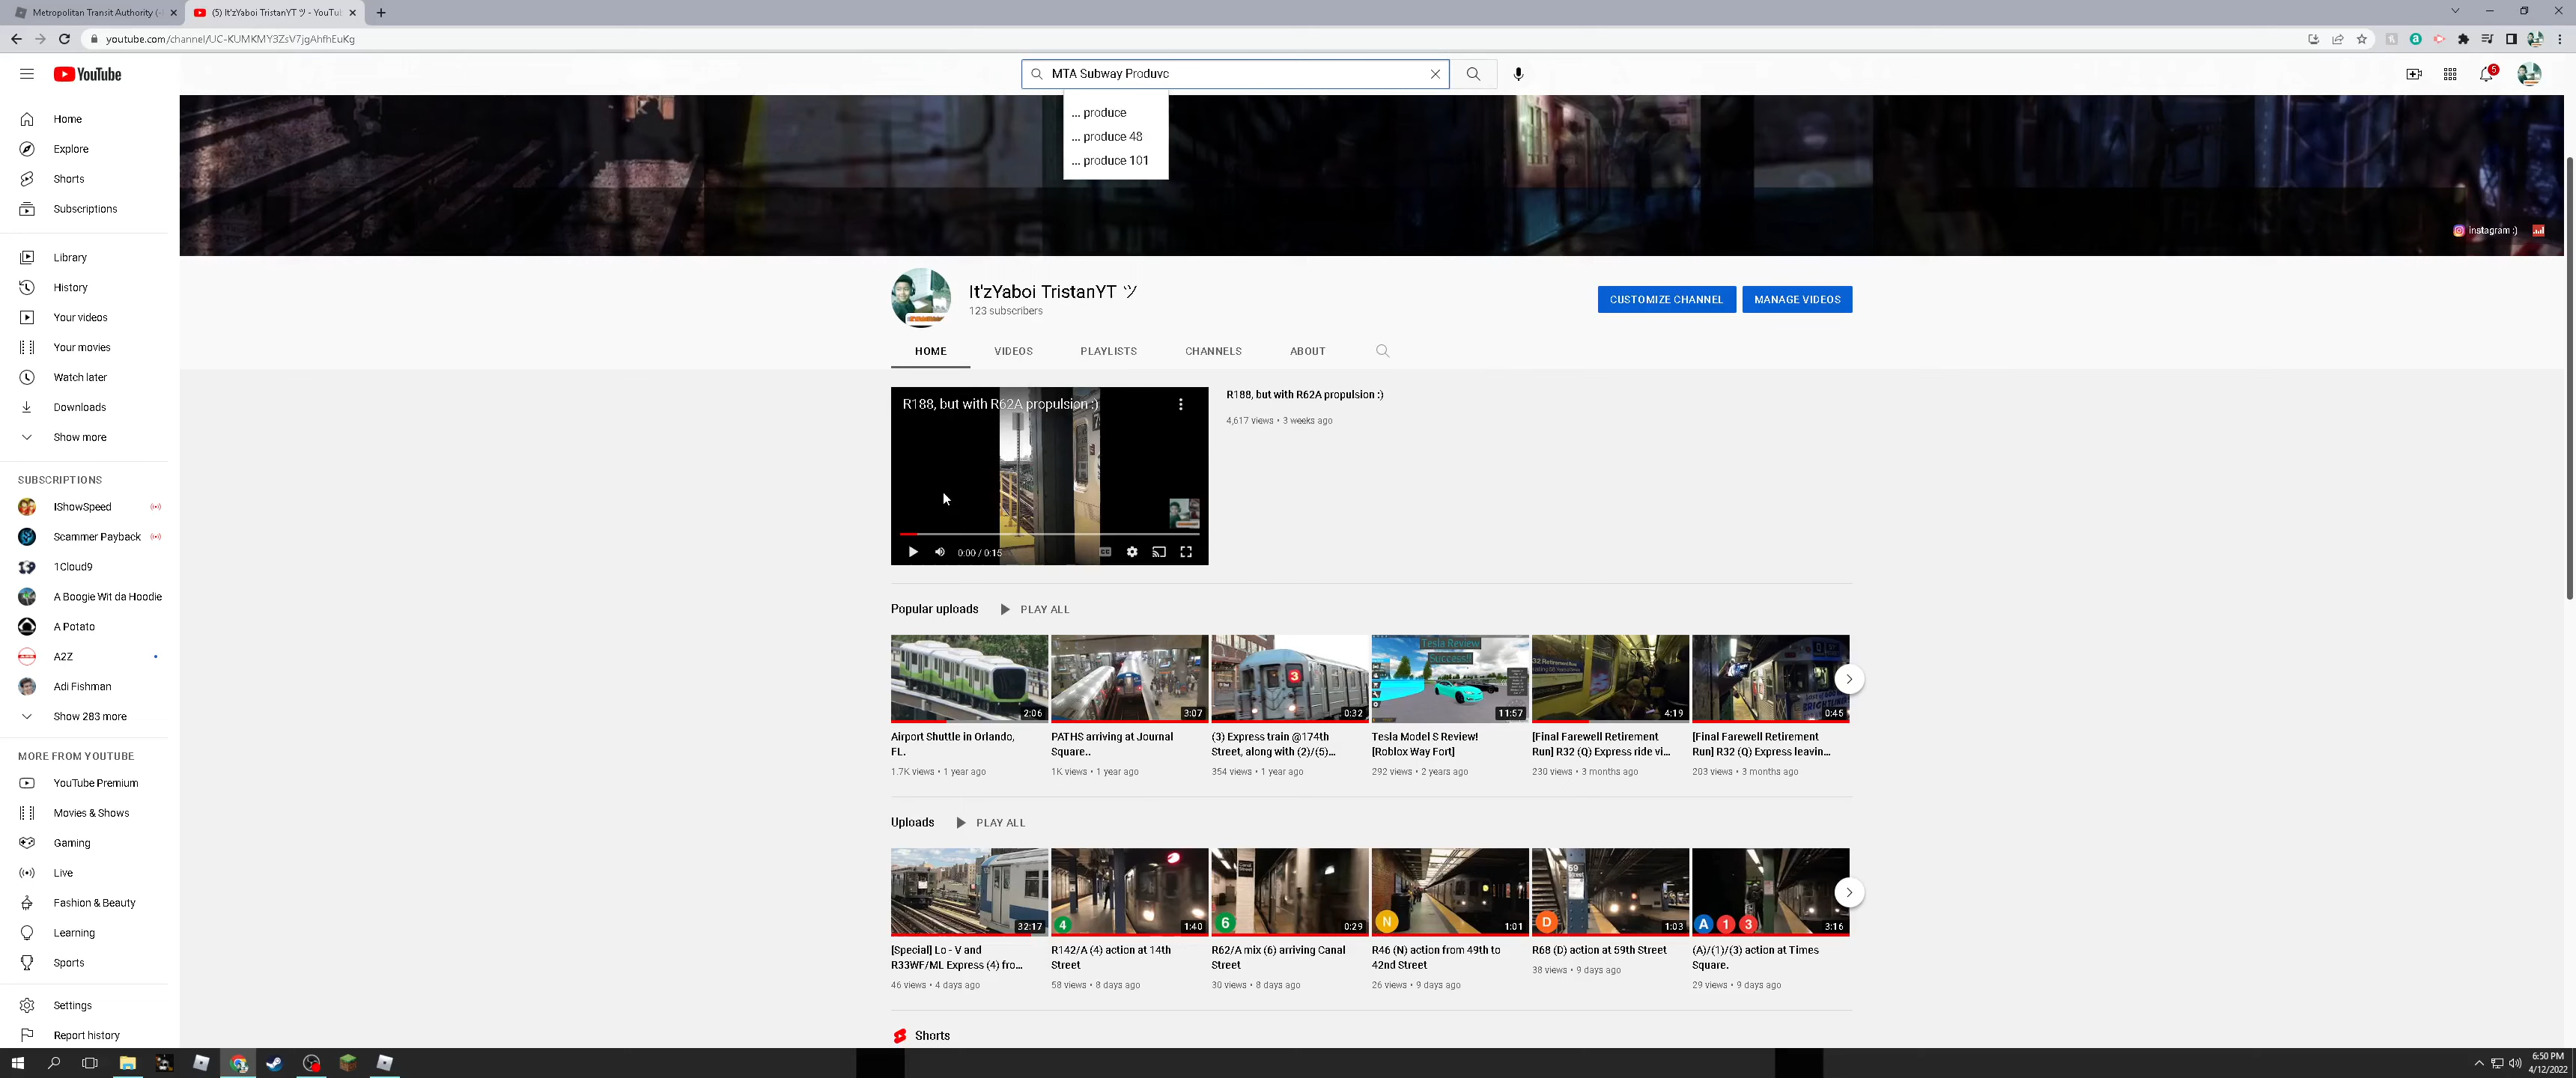 Metropolitan Transit Authority (-
(5) It'zYaboi TristanYT ツ - YouTu
youtube.com/channel/UC-KUMKMY3ZsV7jgAhfhEuKg
YouTube
MTA Subway Produvc
5
... produce
... produce 48
... produce 101
Home
Explore
Shorts
Subscriptions
Library
History
Your videos
Your movies
Watch later
Downloads
Show more
SUBSCRIPTIONS
IShowSpeed
Scammer Payback
1Cloud9
A Boogie Wit da Hoodie
A Potato
A2Z
Adi Fishman
Show 283 more
MORE FROM YOUTUBE
YouTube Premium
Movies & Shows
Gaming
Live
Fashion & Beauty
Learning
Sports
Settings
Report history
instagram :)
It'zYaboi TristanYT ツ
123 subscribers
CUSTOMIZE CHANNEL
MANAGE VIDEOS
HOME
VIDEOS
PLAYLISTS
CHANNELS
ABOUT
R188, but with R62A propulsion :)
0:00 / 0:15
R188, but with R62A propulsion :)
4,617 views • 3 weeks ago
Popular uploads
PLAY ALL
2:06
3:07
3
0:32
Tesla Review
Success!!
11:57
4:19
0:45
Airport Shuttle in Orlando,
FL.
1.7K views • 1 year ago
PATHS arriving at Journal
Square..
1K views • 1 year ago
(3) Express train @174th
Street, along with (2)/(5)...
354 views • 1 year ago
Tesla Model S Review!
[Roblox Way Fort]
292 views • 2 years ago
[Final Farewell Retirement
Run] R32 (Q) Express ride vi...
230 views • 3 months ago
[Final Farewell Retirement
Run] R32 (Q) Express leavin...
203 views • 3 months ago
Uploads
PLAY ALL
32:17
4
1:40
6
0:29
N
1:01
59
D
1:03
A 1 3
3:16
[Special] Lo - V and
R33WF/ML Express (4) fro...
46 views • 4 days ago
R142/A (4) action at 14th
Street
58 views • 8 days ago
R62/A mix (6) arriving Canal
Street
30 views • 8 days ago
R46 (N) action from 49th to
42nd Street
26 views • 9 days ago
R68 (D) action at 59th Street
38 views • 9 days ago
(A)/(1)/(3) action at Times
Square.
29 views • 9 days ago
Shorts
6:50 PM
4/12/2022